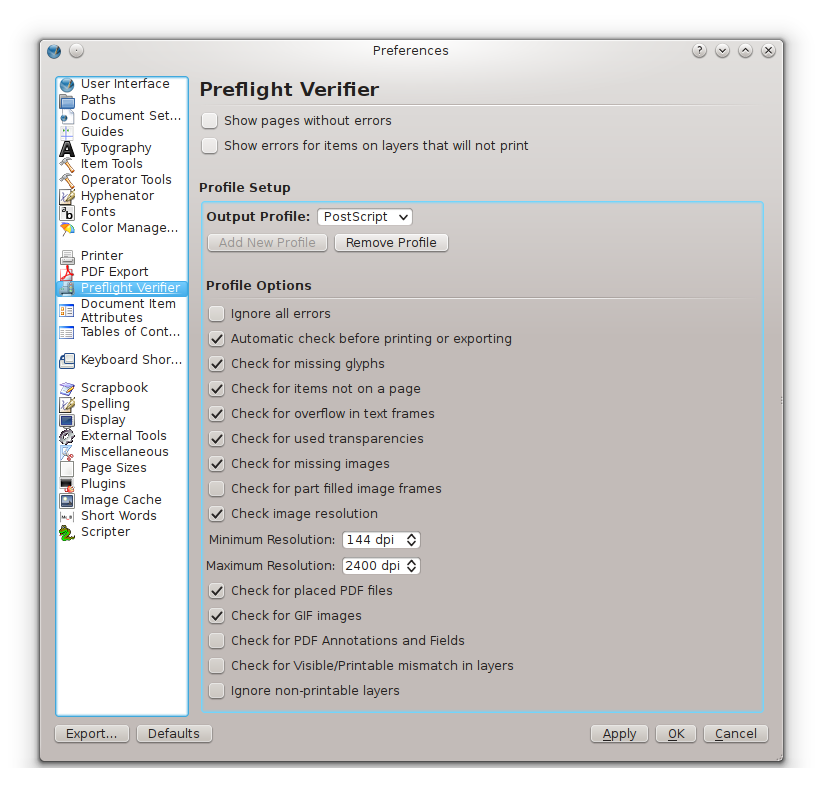 Preferences
User Interface
Paths
Document Set...
Guides
Typography
Item Tools
Operator Tools
Hyphenator
Fonts
Color Manage...
Printer
PDF Export
Preflight Verifier
Document Item
Attributes
Tables of Cont...
Keyboard Shor...
Scrapbook
Spelling
Display
External Tools
Miscellaneous
Page Sizes
Plugins
Image Cache
Short Words
Scripter
Preflight Verifier
Show pages without errors
Show errors for items on layers that will not print
Profile Setup
Output Profile: PostScript
Add New Profile Remove Profile
Profile Options
Ignore all errors
Automatic check before printing or exporting
Check for missing glyphs
Check for items not on a page
Check for overflow in text frames
Check for used transparencies
Check for missing images
Check for part filled image frames
Check image resolution
Minimum Resolution: 144 dpi
Maximum Resolution: 2400 dpi
Check for placed PDF files
Check for GIF images
Check for PDF Annotations and Fields
Check for Visible/Printable mismatch in layers
Ignore non-printable layers
Export... Defaults Apply OK Cancel